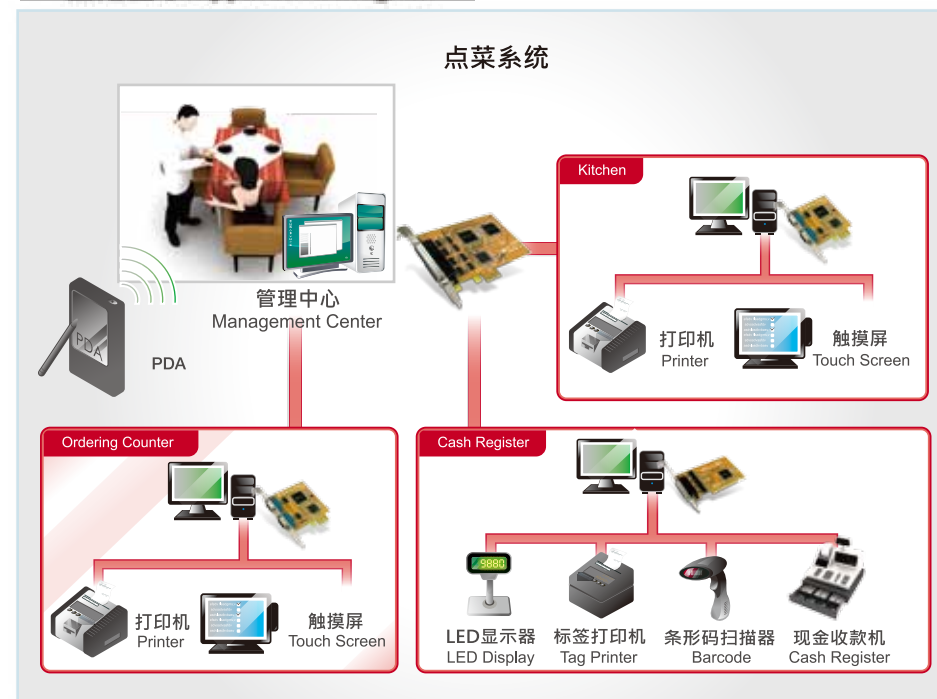 点菜系统
Kitchen
打印机
Printer
触摸屏
Touch Screen
管理中心
Management Center
PDA
PDA
Ordering Counter
打印机
Printer
触摸屏
Touch Screen
Cash Register
9880
LED显示器
LED Display
标签打印机
Tag Printer
条形码扫描器
Barcode
现金收款机
Cash Register